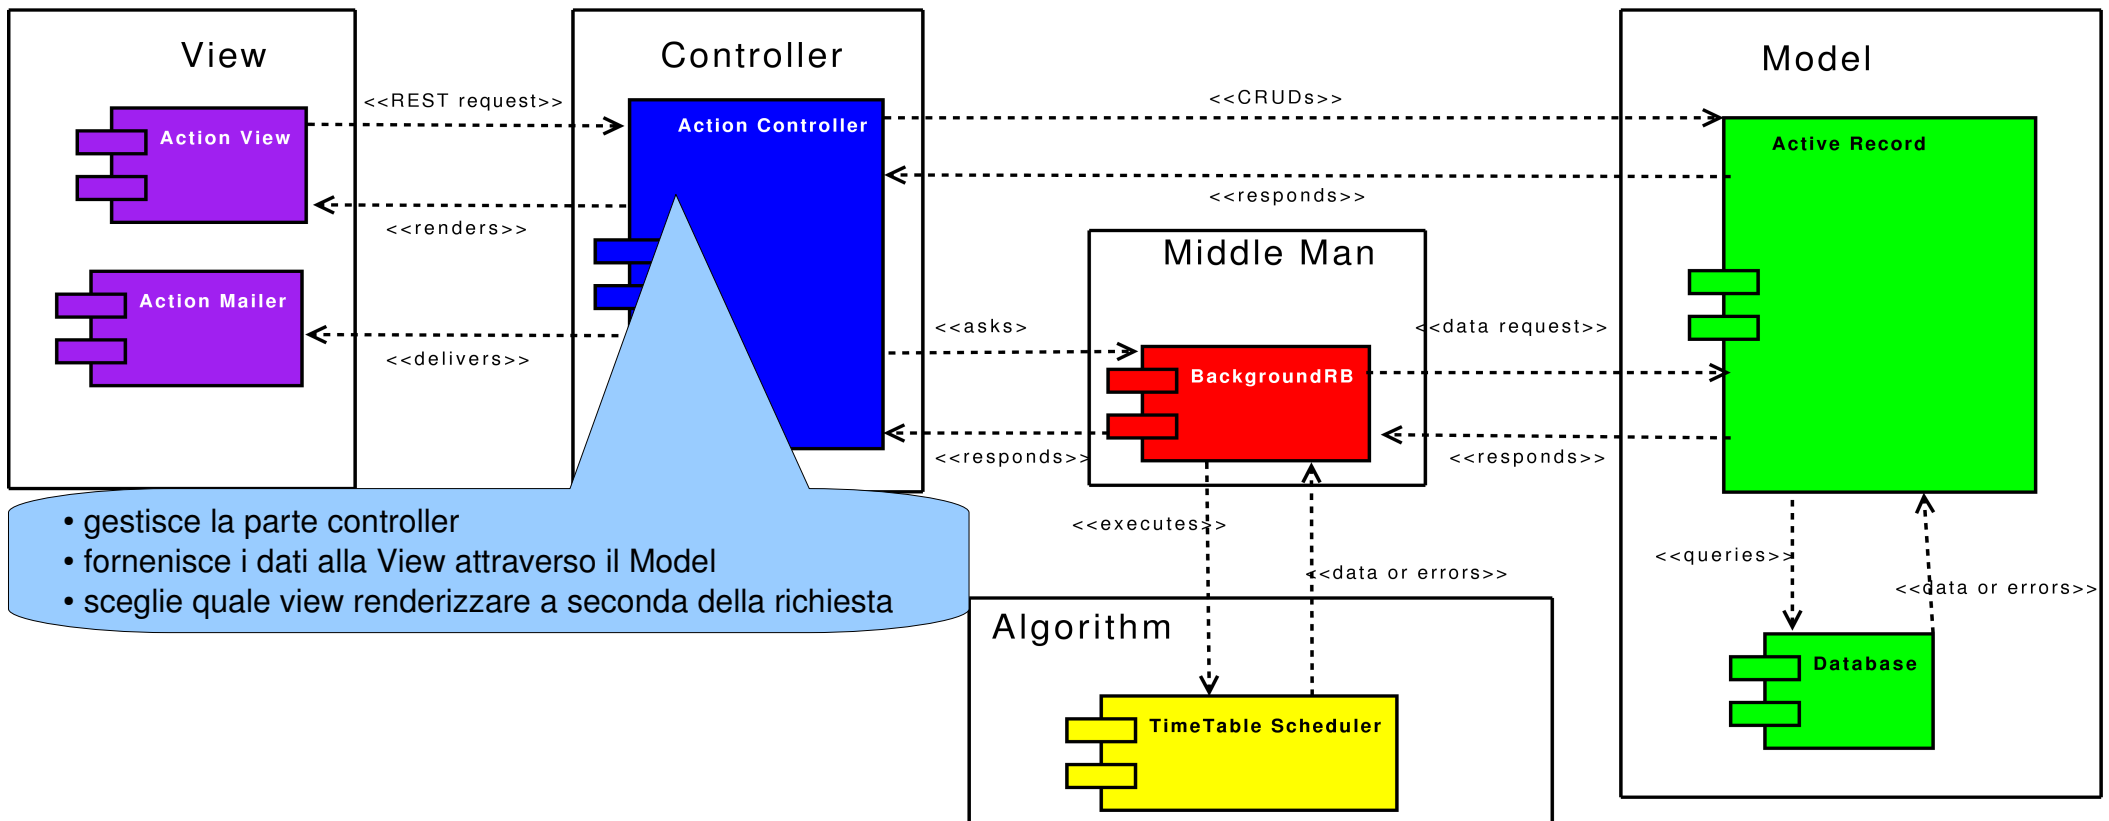 View
Controller
Model
<<REST request>>
<<CRUDs>>
Action View
Action Controller
Active Record
<<renders>>
<<responds>>
Middle Man
Action Mailer
<<delivers>>
<<asks>
<<data request>>
BackgroundRB
<<responds>>
<<responds>>
• gestisce la parte controller
• fornenisce i dati alla View attraverso il Model
• sceglie quale view renderizzare a seconda della richiesta
<<executes>>
<<data or errors>>
<<queries>>
<<data or errors>>
Algorithm
TimeTable Scheduler
Database